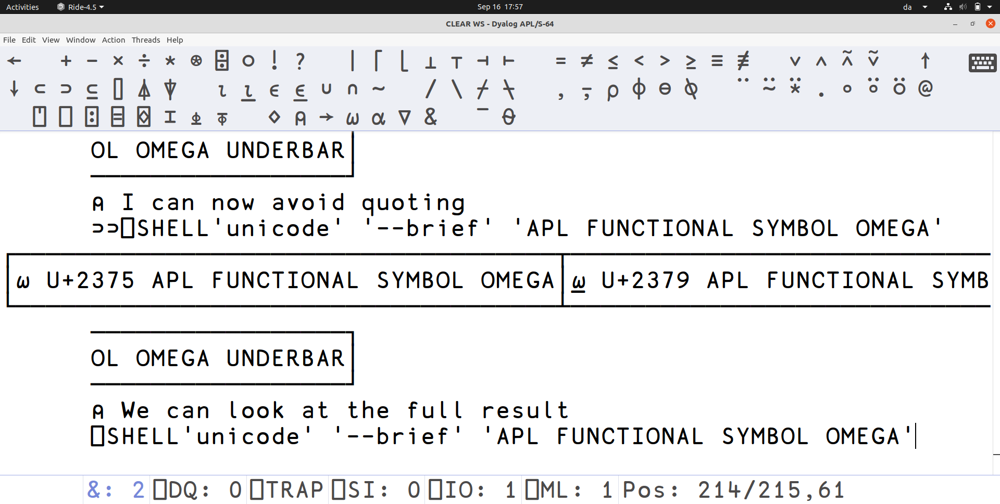 Activities Ride-4.5 Sep 16 17:57 da
CLEAR WS - Dyalog APL/S-64
File Edit View Window Action Threads Help
← + - × ÷ * ⍟ ⌹ ○ ! ? | ⌈ ⌊ ⊥ ⊤ ⊣ ⊢ = ≠ ≤ < > ≥ ≡ ≢ ∨ ∧ ⍲ ⍱ ↑
↓ ⊂ ⊃ ⊆ ⌷ ⍋ ⍒ ⍳ ⍸ ∊ ⍷ ∪ ∩ ~ / \ ⌿ ⍀ , ⍪ ⍴ ⌽ ⊖ ⍉ ¨ ⍨ ⍣ . ∘ ⍤ ⍥ @
⍞ ⎕ ⍠ ⌸ ⌺ ⌶ ⍎ ⍕ ⋄ ⍝ → ⍵ ⍺ ∇ & ¯ ⍬
OL OMEGA UNDERBAR
⍝ I can now avoid quoting
⊃⊃⎕SHELL'unicode' '--brief' 'APL FUNCTIONAL SYMBOL OMEGA'
⍵ U+2375 APL FUNCTIONAL SYMBOL OMEGA ⍹ U+2379 APL FUNCTIONAL SYMB
OL OMEGA UNDERBAR
⍝ We can look at the full result
⎕SHELL'unicode' '--brief' 'APL FUNCTIONAL SYMBOL OMEGA'
&: 2 ⎕DQ: 0 ⎕TRAP ⎕SI: 0 ⎕IO: 1 ⎕ML: 1 Pos: 214/215,61